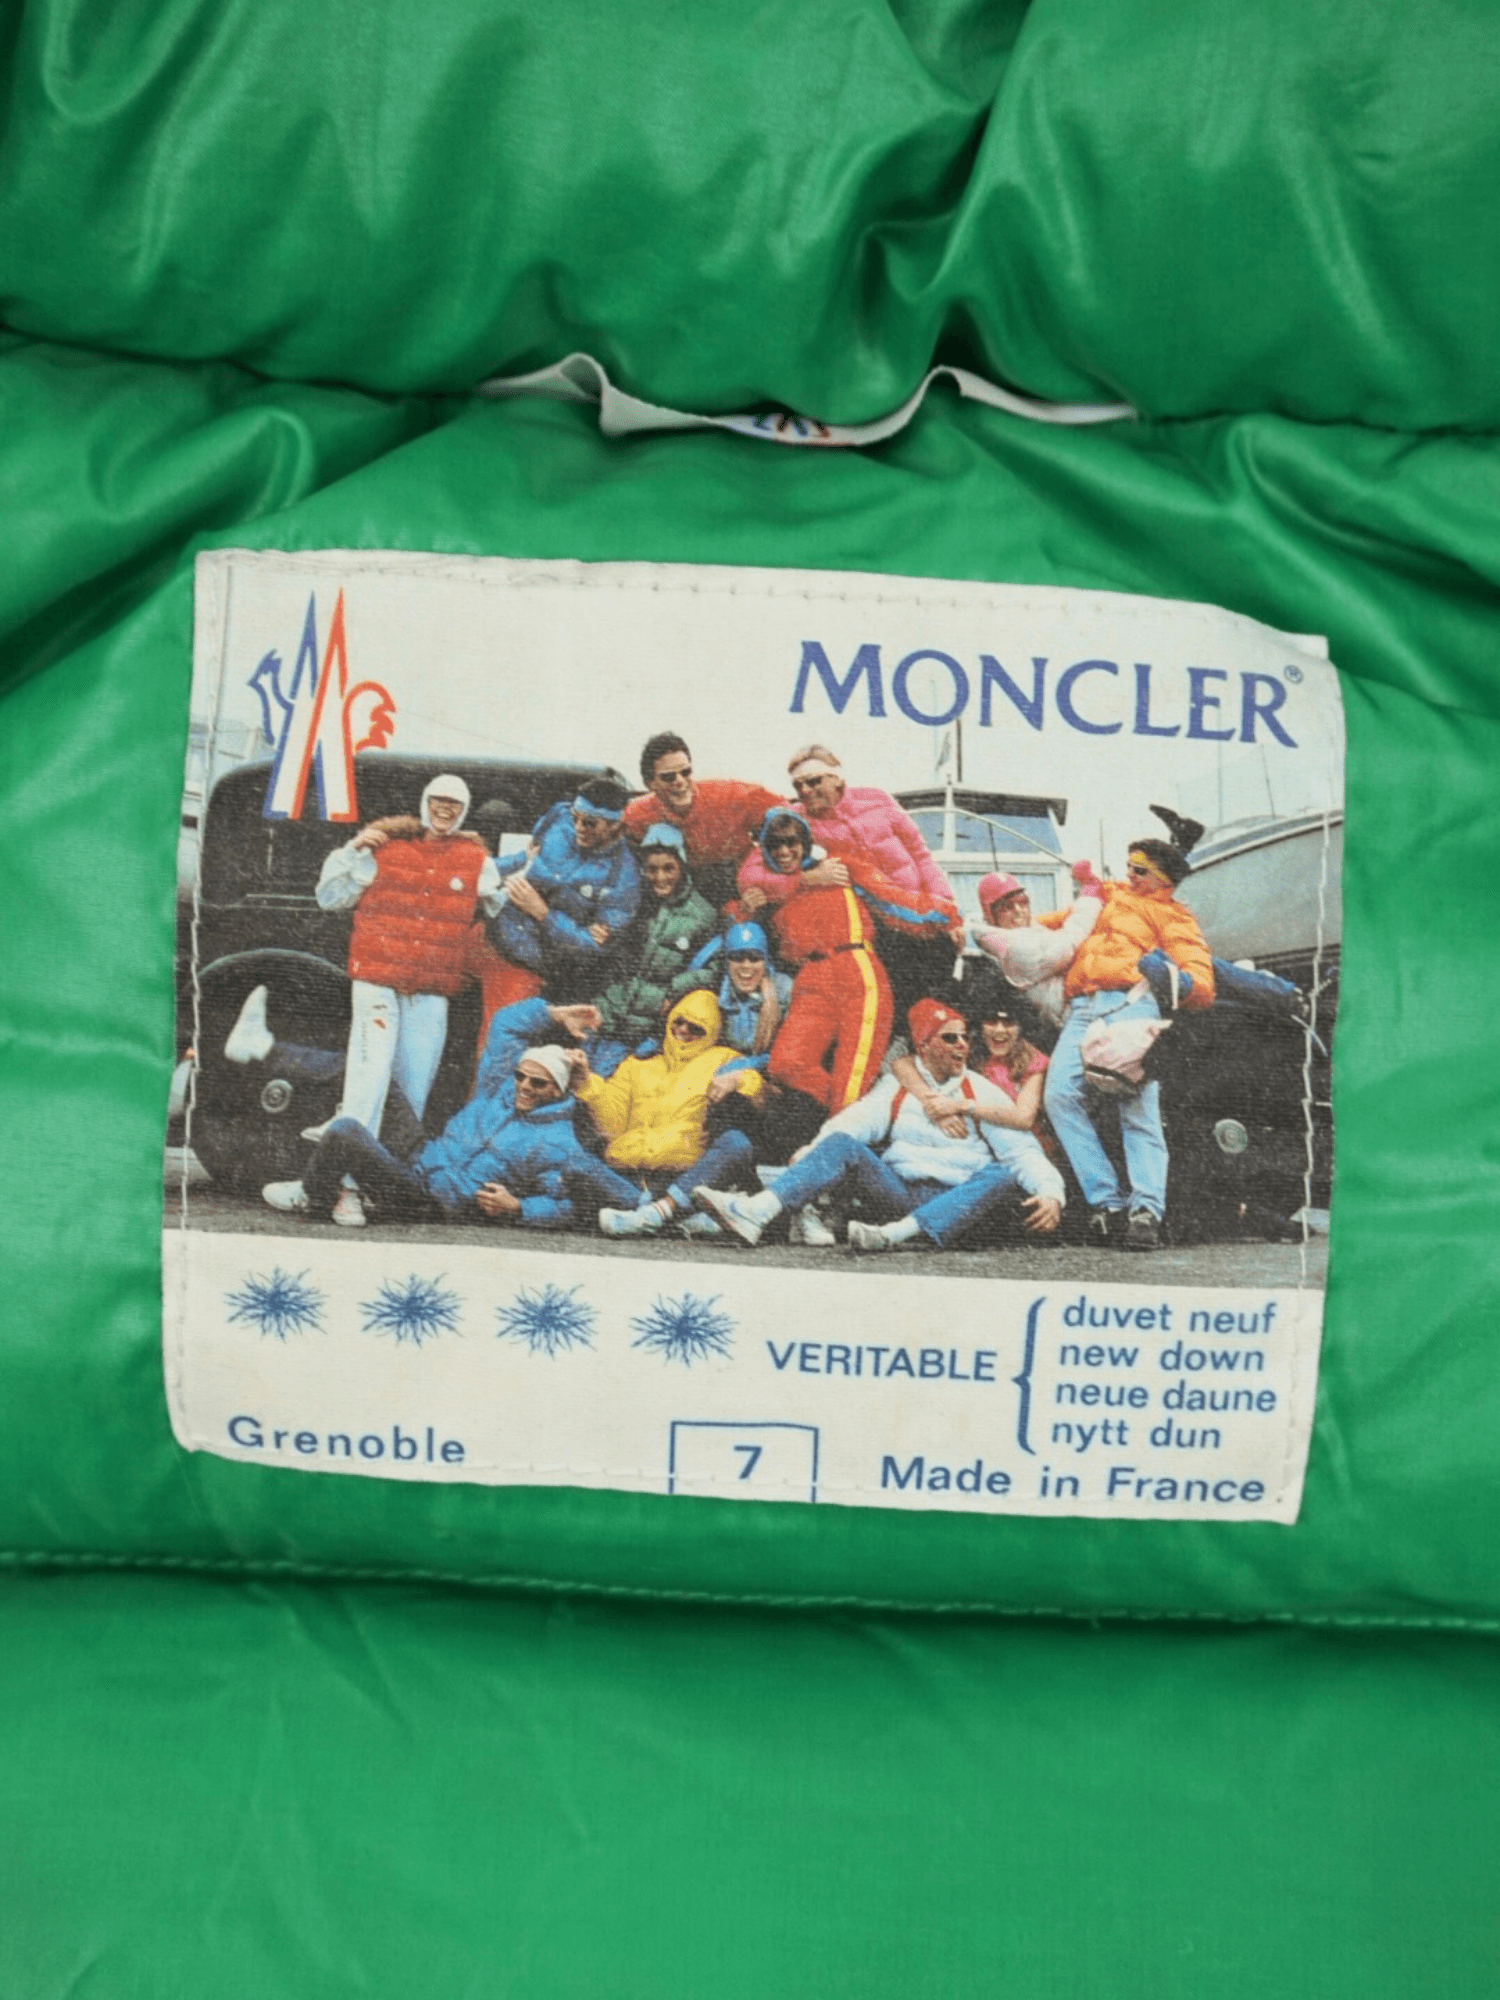 MONCLER®
VERITABLE
duvet neuf
new down
neue daune
nytt dun
Grenoble
7
Made in France